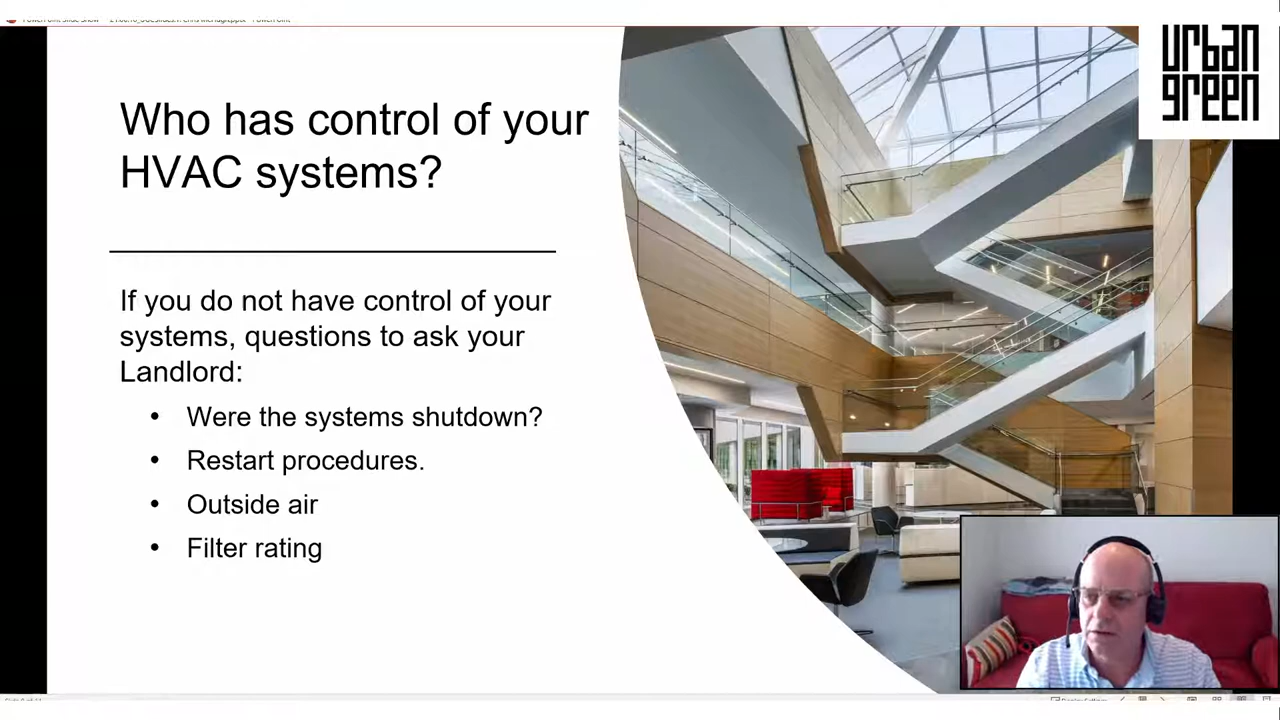 urban
green
Who has control of your
HVAC systems?
If you do not have control of your
systems, questions to ask your
Landlord:
• Were the systems shutdown?
• Restart procedures.
• Outside air
• Filter rating